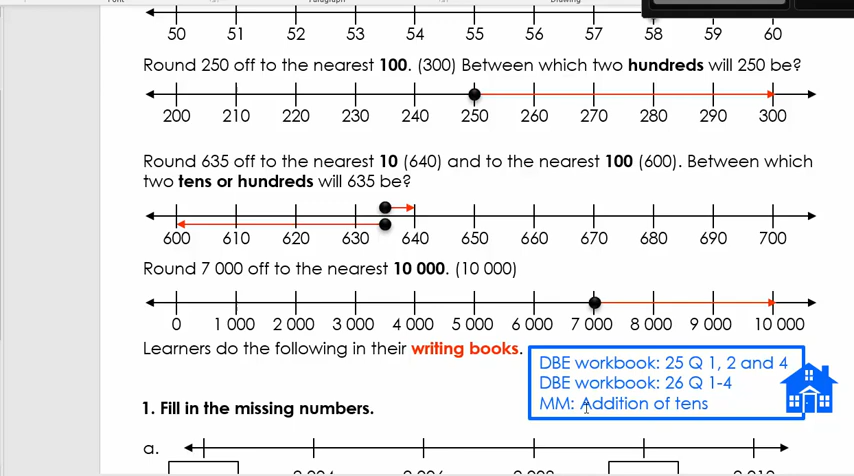 50 51 52 53 54 55 56 57 58 59 60
Round 250 off to the nearest 100. (300) Between which two hundreds will 250 be?
200 210 220 230 240 250 260 270 280 290 300
Round 635 off to the nearest 10 (640) and to the nearest 100 (600). Between which
two tens or hundreds will 635 be?
600 610 620 630 640 650 660 670 680 690 700
Round 7 000 off to the nearest 10 000. (10 000)
0 1 000 2 000 3 000 4 000 5 000 6 000 7 000 8 000 9 000 10 000
Learners do the following in their writing books.
DBE workbook: 25 Q 1, 2 and 4
DBE workbook: 26 Q 1-4
MM: Addition of tens
1. Fill in the missing numbers.
a.